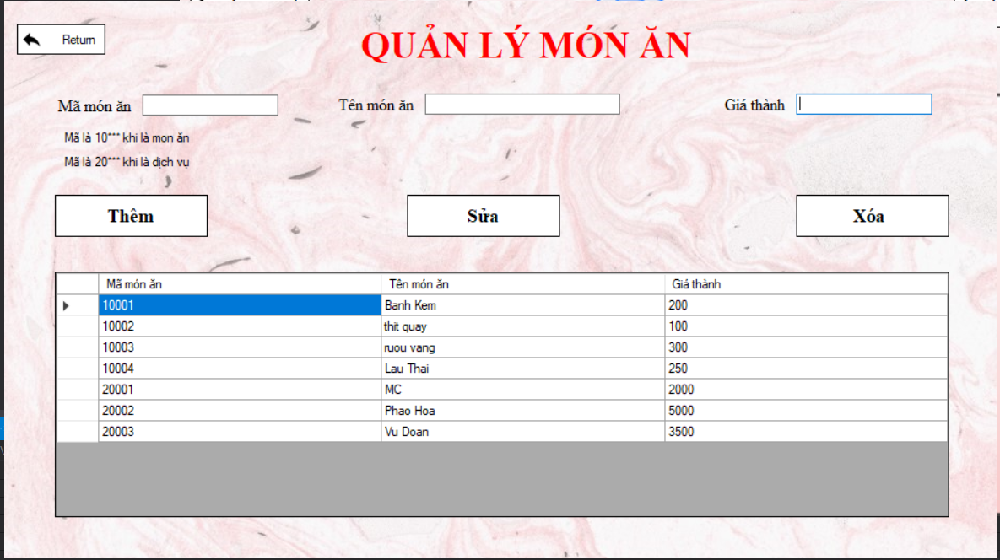 Return
QUẢN LÝ MÓN ĂN
Mã món ăn
Tên món ăn
Giá thành
Mã là 10*** khi là mon ăn
Mã là 20*** khi là dịch vụ
Thêm
Sửa
Xóa
Mã món ăn Tên món ăn Giá thành
10001 Banh Kem 200
10002 thit quay 100
10003 ruou vang 300
10004 Lau Thai 250
20001 MC 2000
20002 Phao Hoa 5000
20003 Vu Doan 3500